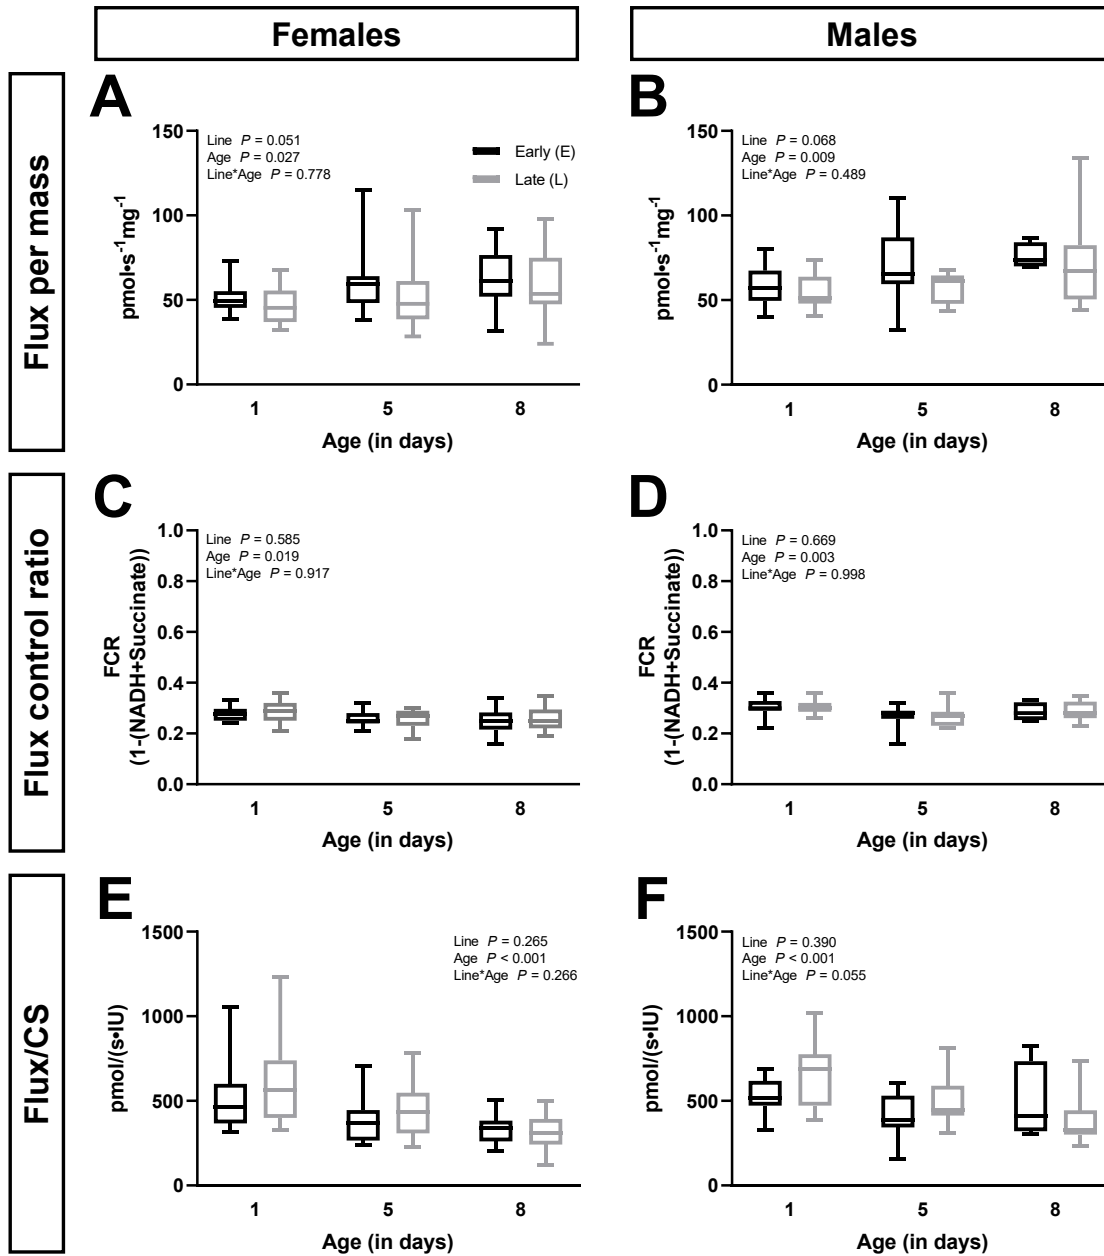 Females
Males
Flux per mass
A
Line P = 0.051
Age P = 0.027
Line*Age P = 0.778
Early (E)
Late (L)
pmol•s⁻¹mg⁻¹
150
100
50
0
1
5
8
Age (in days)
B
Line P = 0.068
Age P = 0.009
Line*Age P = 0.489
pmol•s⁻¹mg⁻¹
150
100
50
0
1
5
8
Age (in days)
Flux control ratio
C
Line P = 0.585
Age P = 0.019
Line*Age P = 0.917
FCR
(1-(NADH+Succinate))
1.0
0.8
0.6
0.4
0.2
0.0
1
5
8
Age (in days)
D
Line P = 0.669
Age P = 0.003
Line*Age P = 0.998
FCR
(1-(NADH+Succinate))
1.0
0.8
0.6
0.4
0.2
0.0
1
5
8
Age (in days)
Flux/CS
E
Line P = 0.265
Age P < 0.001
Line*Age P = 0.266
pmol/(s•IU)
1500
1000
500
0
1
5
8
Age (in days)
F
Line P = 0.390
Age P < 0.001
Line*Age P = 0.055
pmol/(s•IU)
1500
1000
500
0
1
5
8
Age (in days)